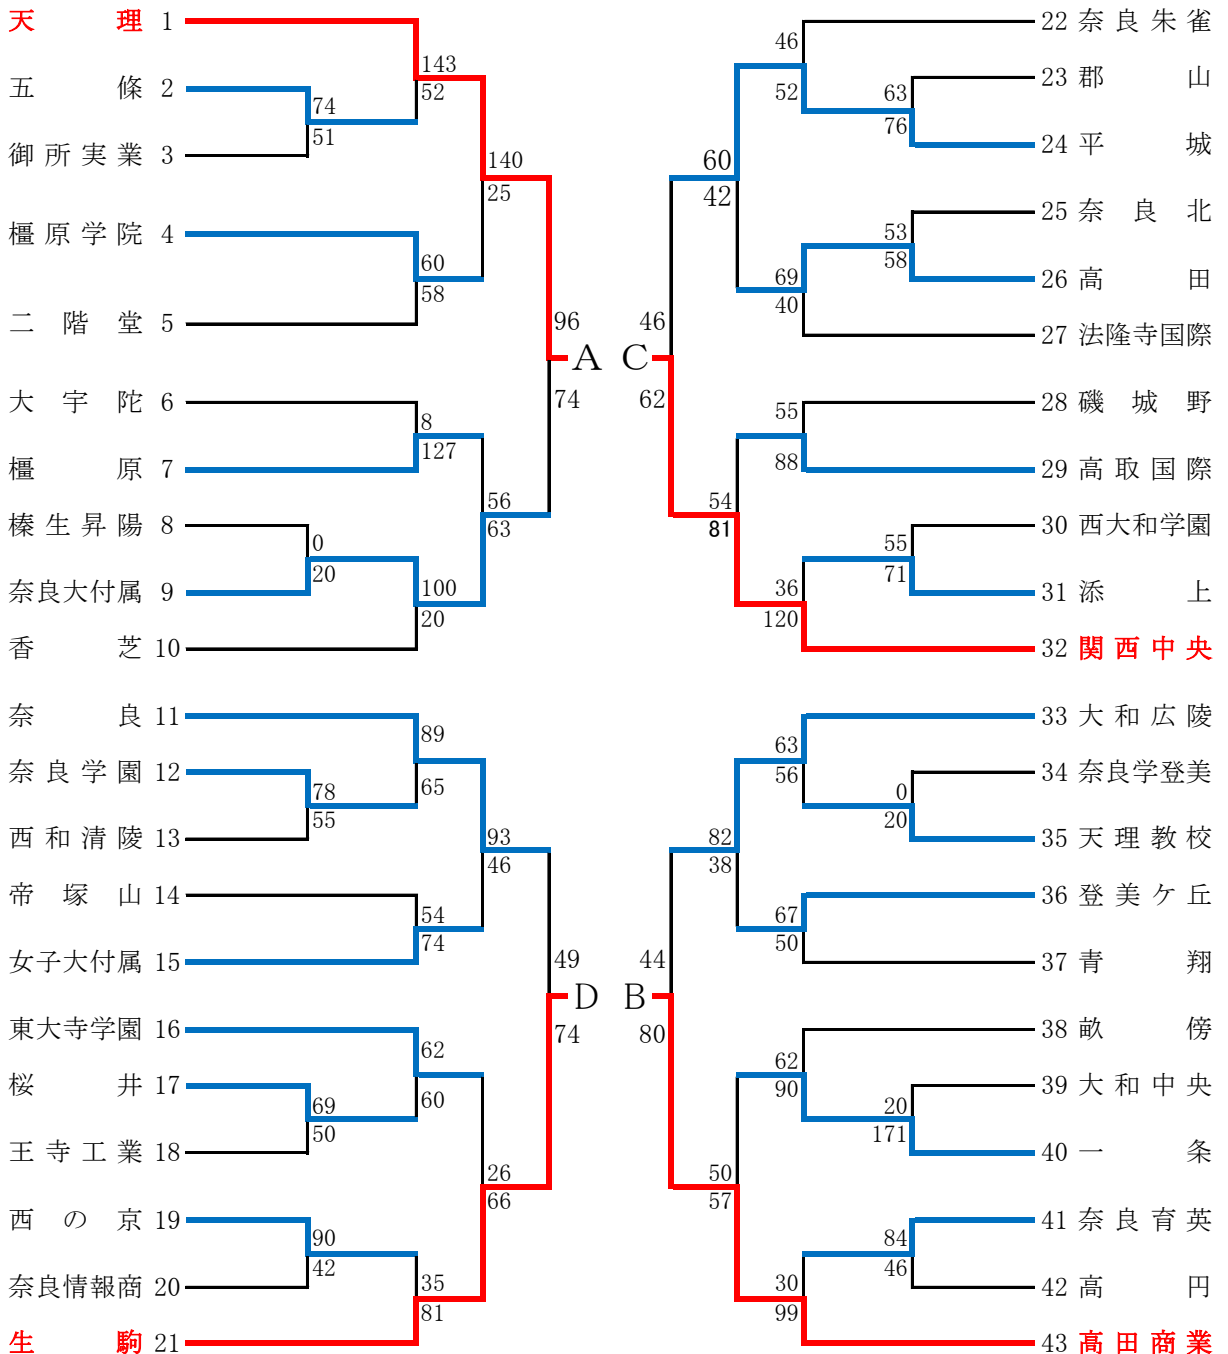 天理 1
五條 2
御所実業 3
橿原学院 4
二階堂 5
大宇陀 6
橿原 7
榛生昇陽 8
奈良大付属 9
香芝 10
奈良 11
奈良学園 12
西和清陵 13
帝塚山 14
女子大付属 15
東大寺学園 16
桜井 17
王寺工業 18
西の京 19
奈良情報商 20
生駒 21
143
52
74
51
140
25
60
58
96
74
8
127
56
63
0
20
100
20
89
65
78
55
93
46
54
74
49
74
62
60
69
50
26
66
90
42
35
81
A C
D B
46
52
63
76
60
42
53
58
69
40
46
62
55
88
54
81
55
71
36
120
63
56
0
20
82
38
67
50
44
80
62
90
20
171
50
57
84
46
30
99
22 奈良朱雀
23 郡山
24 平城
25 奈良北
26 高田
27 法隆寺国際
28 磯城野
29 高取国際
30 西大和学園
31 添上
32 関西中央
33 大和広陵
34 奈良学登美
35 天理教校
36 登美ケ丘
37 青翔
38 畝傍
39 大和中央
40 一条
41 奈良育英
42 高円
43 高田商業